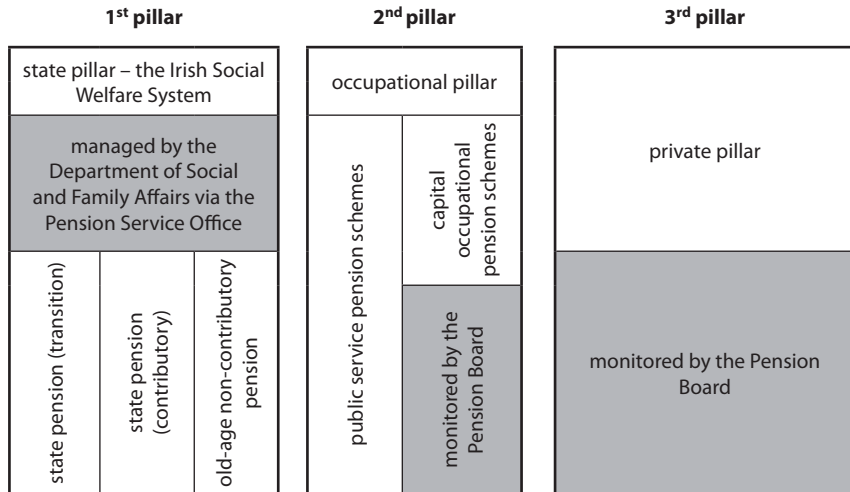 1st pillar
2nd pillar
3rd pillar
state pillar – the Irish Social
Welfare System
managed by the
Department of Social
and Family Affairs via the
Pension Service Office
state pension (transition)
state pension
(contributory)
old-age non-contributory
pension
occupational pillar
public service pension schemes
capital
occupational
pension schemes
monitored by the
Pension Board
private pillar
monitored by the Pension
Board